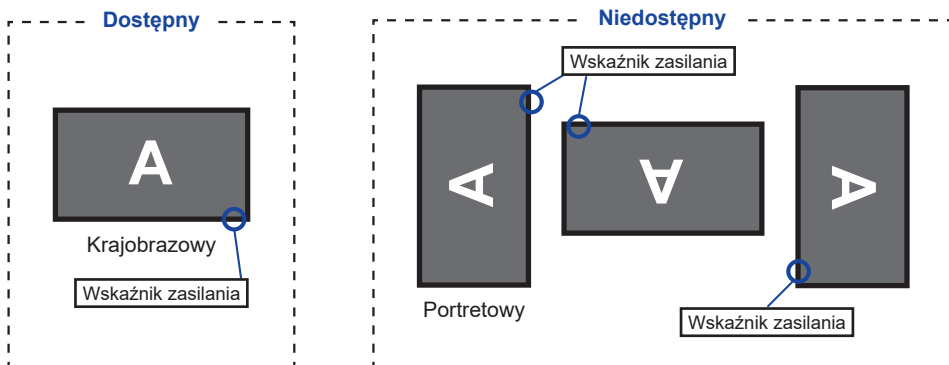 Dostępny
A
Krajobrazowy
Wskaźnik zasilania
Niedostępny
Wskaźnik zasilania
A
A
A
Portretowy
Wskaźnik zasilania